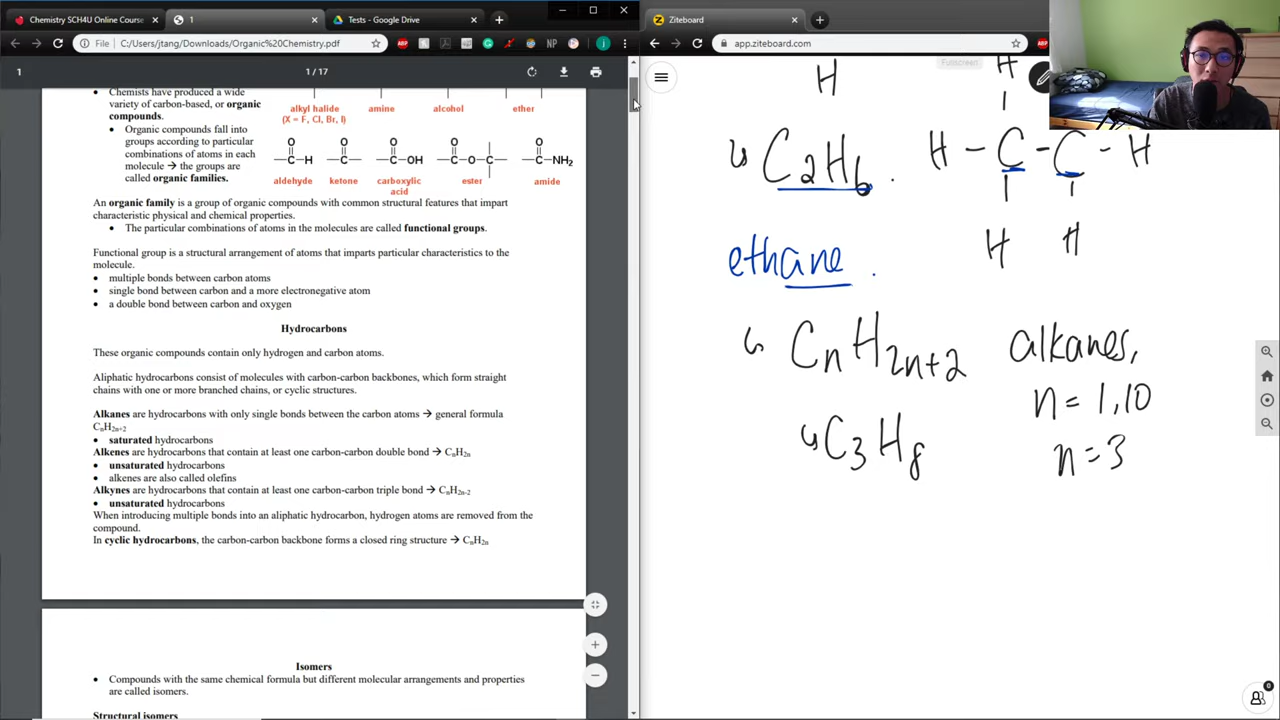 Chemistry SCH4U Online Course
1
Tests - Google Drive
File
C:/Users/jtang/Downloads/Organic%20Chemistry.pdf
1
1 / 17
Chemists have produced a wide
variety of carbon-based, or organic
compounds.
Organic compounds fall into
groups according to particular
combinations of atoms in each
molecule → the groups are
called organic families.
alkyl halide
(X = F, Cl, Br, I)
amine
alcohol
ether
O
O
O
O
O
C—H
C
C—OH
C—O—C
C—NH2
aldehyde
ketone
carboxylic
acid
ester
amide
An organic family is a group of organic compounds with common structural features that impart
characteristic physical and chemical properties.
The particular combinations of atoms in the molecules are called functional groups.
Functional group is a structural arrangement of atoms that imparts particular characteristics to the
molecule.
multiple bonds between carbon atoms
single bond between carbon and a more electronegative atom
a double bond between carbon and oxygen
Hydrocarbons
These organic compounds contain only hydrogen and carbon atoms.
Aliphatic hydrocarbons consist of molecules with carbon-carbon backbones, which form straight
chains with one or more branched chains, or cyclic structures.
Alkanes are hydrocarbons with only single bonds between the carbon atoms → general formula
CnH2n+2
saturated hydrocarbons
Alkenes are hydrocarbons that contain at least one carbon-carbon double bond → CnH2n
unsaturated hydrocarbons
alkenes are also called olefins
Alkynes are hydrocarbons that contain at least one carbon-carbon triple bond → CnH2n-2
unsaturated hydrocarbons
When introducing multiple bonds into an aliphatic hydrocarbon, hydrogen atoms are removed from the
compound.
In cyclic hydrocarbons, the carbon-carbon backbone forms a closed ring structure → CnH2n
Isomers
Compounds with the same chemical formula but different molecular arrangements and properties
are called isomers.
Structural isomers
Ziteboard
app.ziteboard.com
Fullscreen
H
H
C2H6.
H - C - C - H
H
H
ethane.
CnH2n+2
alkanes,
n = 1,10
C3H8
n = 3
0